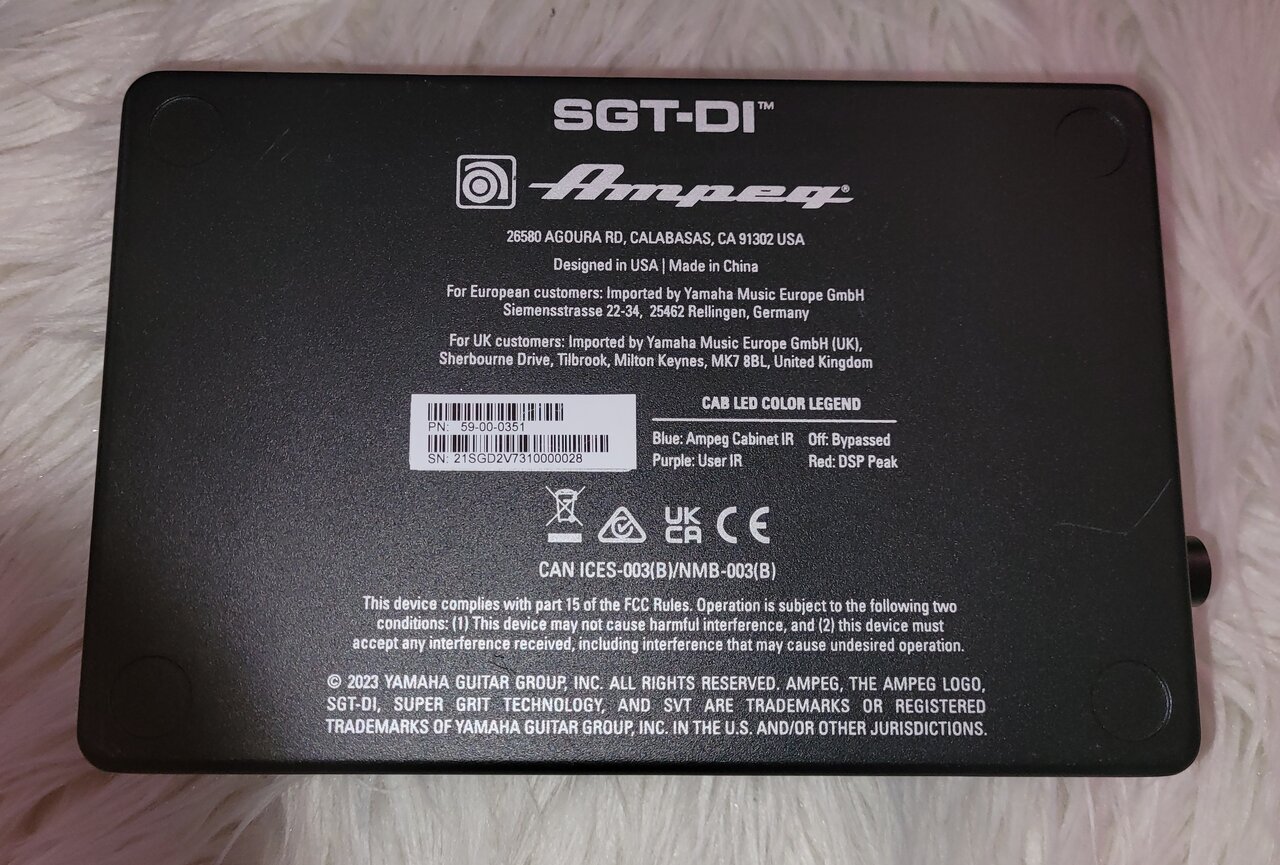 SGT-DI™
Ampeg®
26580 AGOURA RD, CALABASAS, CA 91302 USA
Designed in USA | Made in China
For European customers: Imported by Yamaha Music Europe GmbH
Siemensstrasse 22-34, 25462 Rellingen, Germany
For UK customers: Imported by Yamaha Music Europe GmbH (UK),
Sherbourne Drive, Tilbrook, Milton Keynes, MK7 8BL, United Kingdom
PN: 59-00-0351
SN: 21SGD2V7310000028
CAB LED COLOR LEGEND
Blue: Ampeg Cabinet IR Off: Bypassed
Purple: User IR Red: DSP Peak
UK
CA CE
CAN ICES-003(B)/NMB-003(B)
This device complies with part 15 of the FCC Rules. Operation is subject to the following two
conditions: (1) This device may not cause harmful interference, and (2) this device must
accept any interference received, including interference that may cause undesired operation.
© 2023 YAMAHA GUITAR GROUP, INC. ALL RIGHTS RESERVED. AMPEG, THE AMPEG LOGO,
SGT-DI, SUPER GRIT TECHNOLOGY, AND SVT ARE TRADEMARKS OR REGISTERED
TRADEMARKS OF YAMAHA GUITAR GROUP, INC. IN THE U.S. AND/OR OTHER JURISDICTIONS.